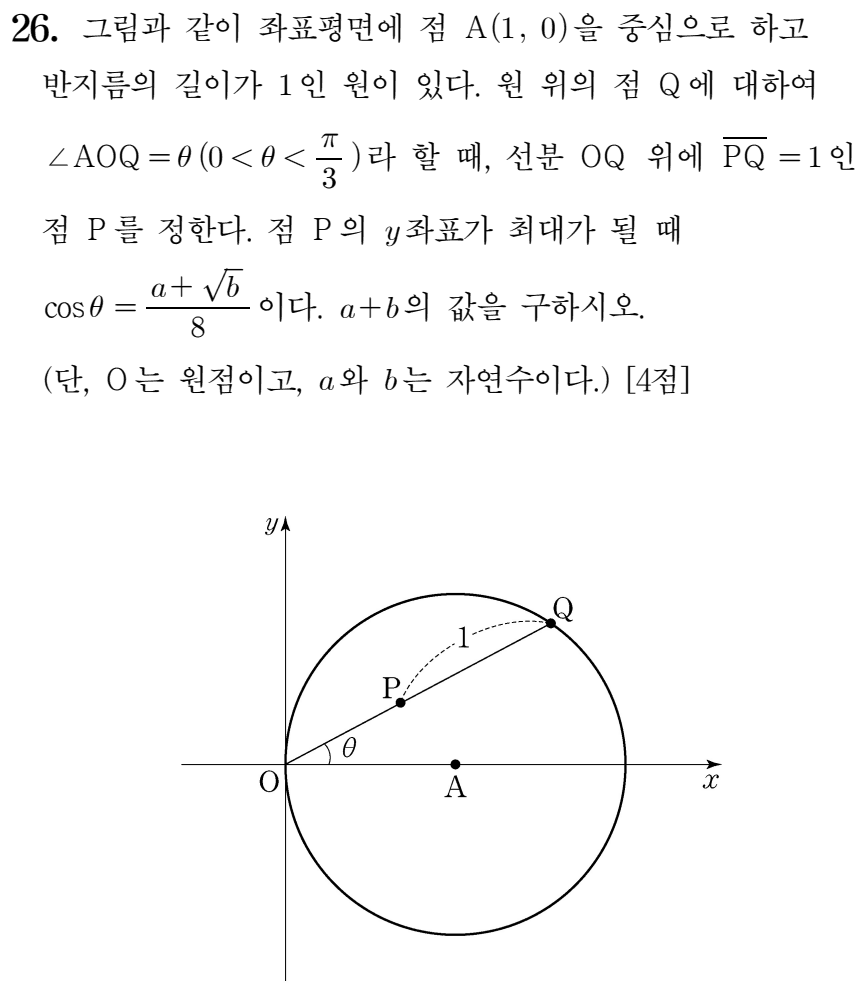 26. 그림과 같이 좌표평면에 점 A(1, 0)을 중심으로 하고
반지름의 길이가 1인 원이 있다. 원 위의 점 Q에 대하여
∠AOQ = θ(0 < θ < π/3)라 할 때, 선분 OQ 위에 \overline{PQ} = 1인
점 P를 정한다. 점 P의 y좌표가 최대가 될 때
cosθ = (a + √b)/8 이다. a+b의 값을 구하시오.
(단, O는 원점이고, a와 b는 자연수이다.) [4점]
y
Q
1
P
θ
O
A
x